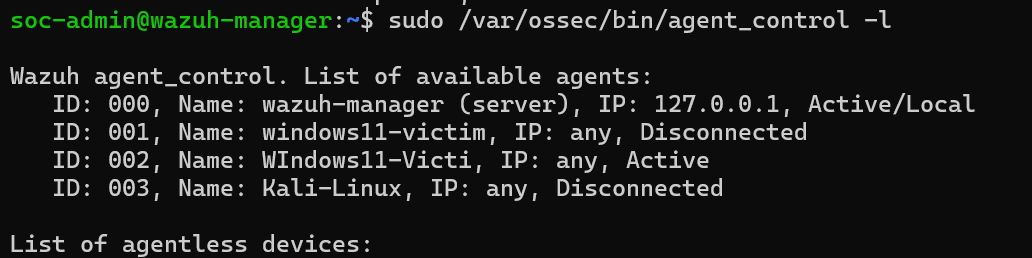 soc-admin@wazuh-manager:~$ sudo /var/ossec/bin/agent_control -l
Wazuh agent_control. List of available agents:
ID: 000, Name: wazuh-manager (server), IP: 127.0.0.1, Active/Local
ID: 001, Name: windows11-victim, IP: any, Disconnected
ID: 002, Name: WIndows11-Victi, IP: any, Active
ID: 003, Name: Kali-Linux, IP: any, Disconnected
List of agentless devices: